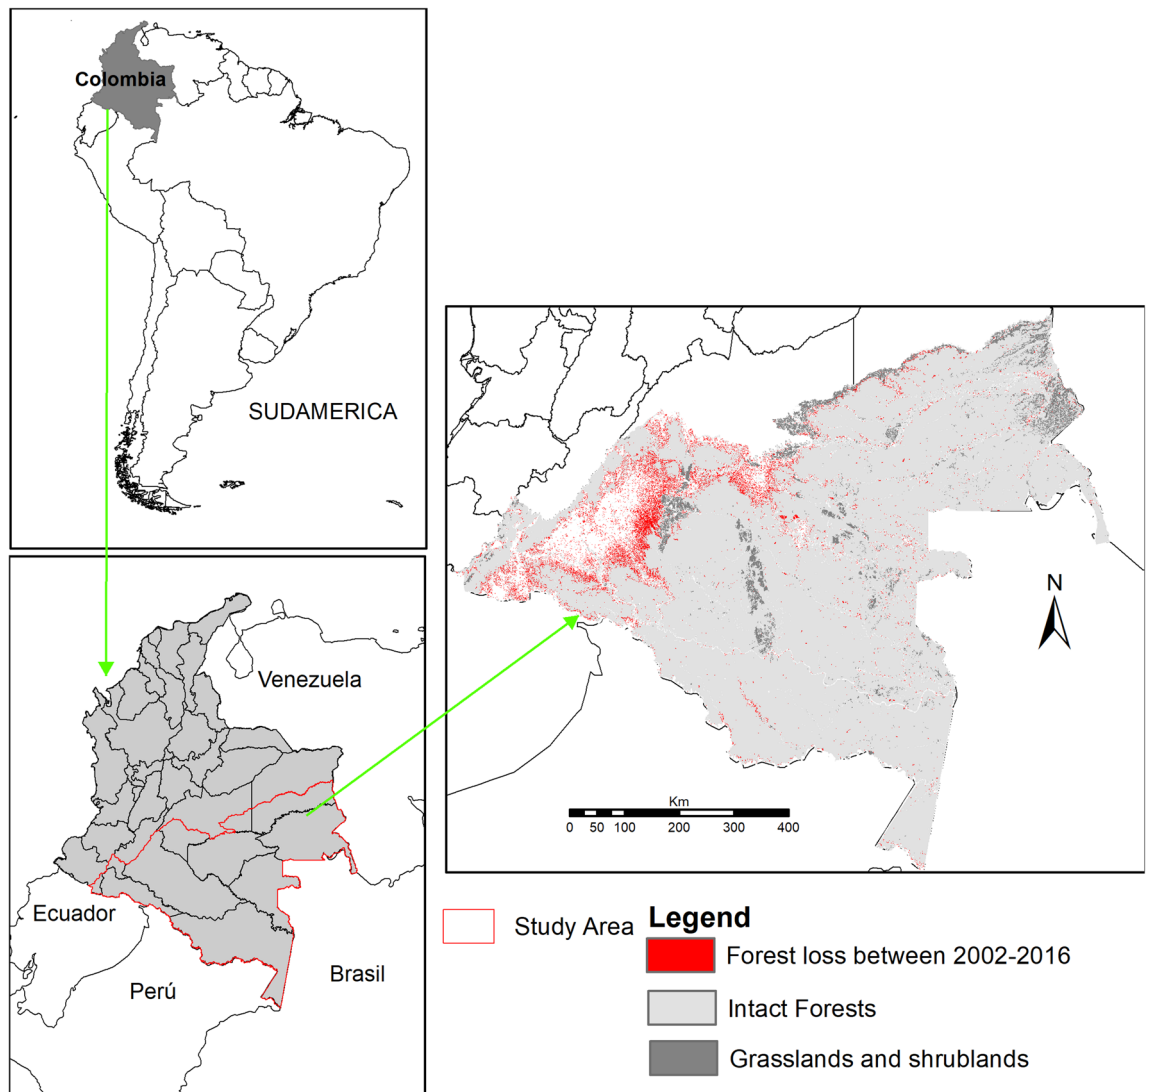 Colombia
SUDAMERICA
Venezuela
Ecuador
Perú
Brasil
N
Km
0 50 100 200 300 400
Study Area
Legend
Forest loss between 2002-2016
Intact Forests
Grasslands and shrublands